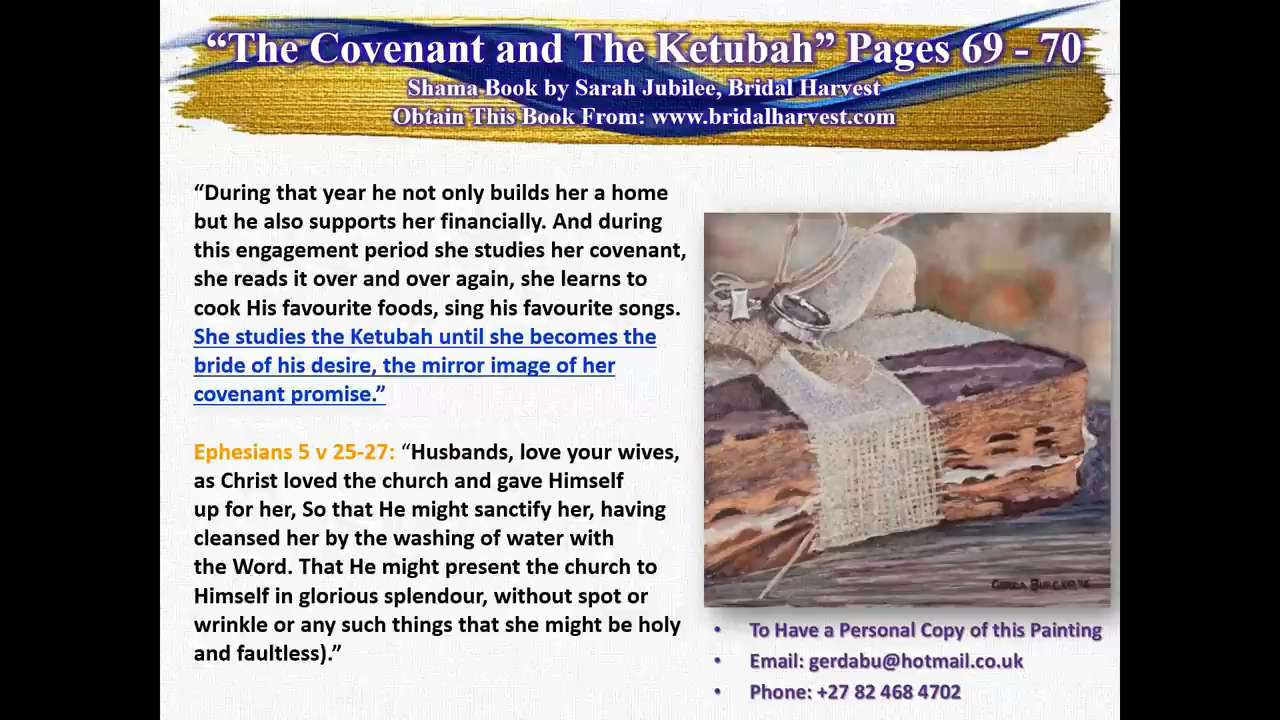 “The Covenant and The Ketubah” Pages 69 - 70
Shama Book by Sarah Jubilee, Bridal Harvest
Obtain This Book From: www.bridalharvest.com
“During that year he not only builds her a home
but he also supports her financially. And during
this engagement period she studies her covenant,
she reads it over and over again, she learns to
cook His favourite foods, sing his favourite songs.
She studies the Ketubah until she becomes the
bride of his desire, the mirror image of her
covenant promise.”
Ephesians 5 v 25-27: “Husbands, love your wives,
as Christ loved the church and gave Himself
up for her, So that He might sanctify her, having
cleansed her by the washing of water with
the Word. That He might present the church to
Himself in glorious splendour, without spot or
wrinkle or any such things that she might be holy
and faultless).”
GERDA BURGER
• To Have a Personal Copy of this Painting
• Email: gerdabu@hotmail.co.uk
• Phone: +27 82 468 4702